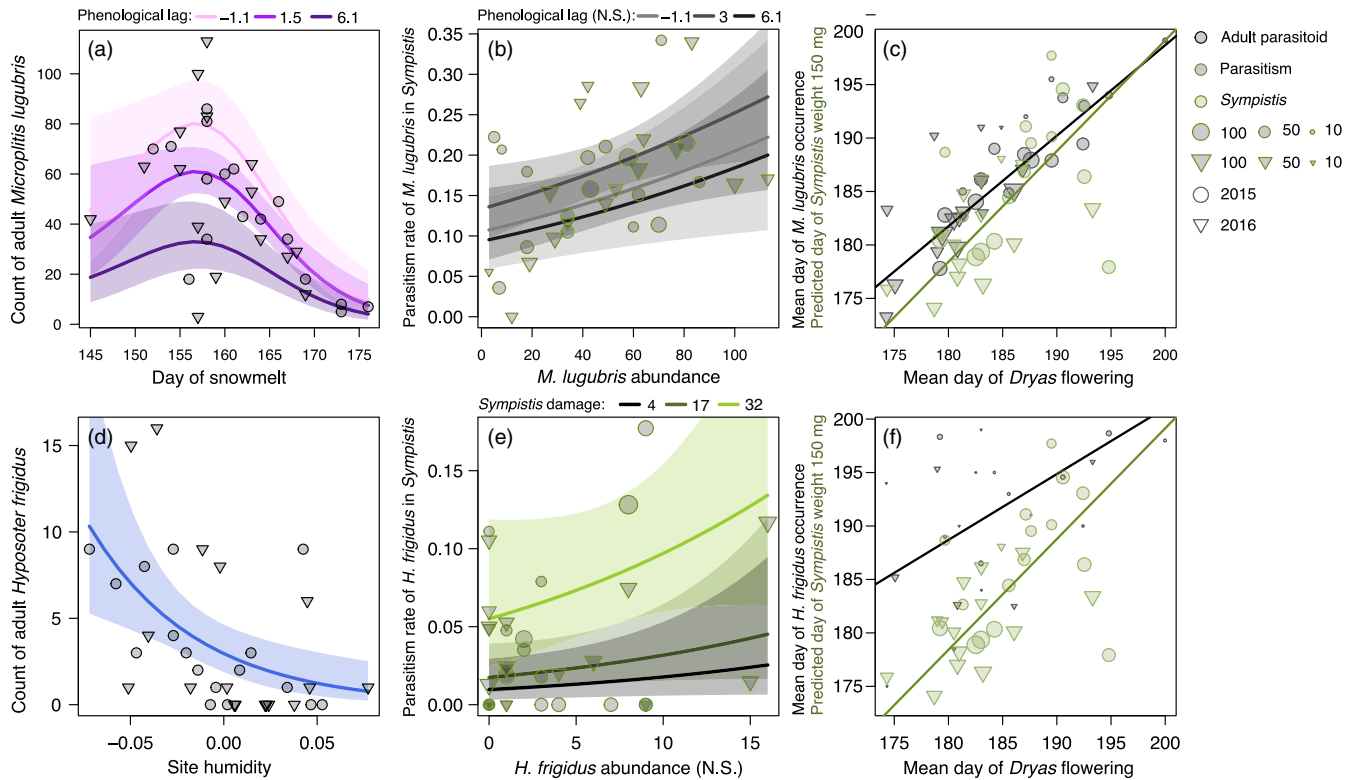 Phenological lag: −1.1 1.5 6.1
(a)
Count of adult Microplitis lugubris
100
80
60
40
20
0
145 150 155 160 165 170 175
Day of snowmelt
Phenological lag (N.S.): −1.1 3 6.1
(b)
Parasitism rate of M. lugubris in Sympistis
0.35
0.30
0.25
0.20
0.15
0.10
0.05
0.00
0 20 40 60 80 100
M. lugubris abundance
(c)
Mean day of M. lugubris occurrence
Predicted day of Sympistis weight 150 mg
200
195
190
185
180
175
175 180 185 190 195 200
Mean day of Dryas flowering
Adult parasitoid
Parasitism
Sympistis
100 50 10
100 50 10
2015
2016
(d)
Count of adult Hyposoter frigidus
15
10
5
0
−0.05 0.00 0.05
Site humidity
Sympistis damage: 4 17 32
(e)
Parasitism rate of H. frigidus in Sympistis
0.15
0.10
0.05
0.00
0 5 10 15
H. frigidus abundance (N.S.)
(f)
Mean day of H. frigidus occurrence
Predicted day of Sympistis weight 150 mg
200
195
190
185
180
175
175 180 185 190 195 200
Mean day of Dryas flowering